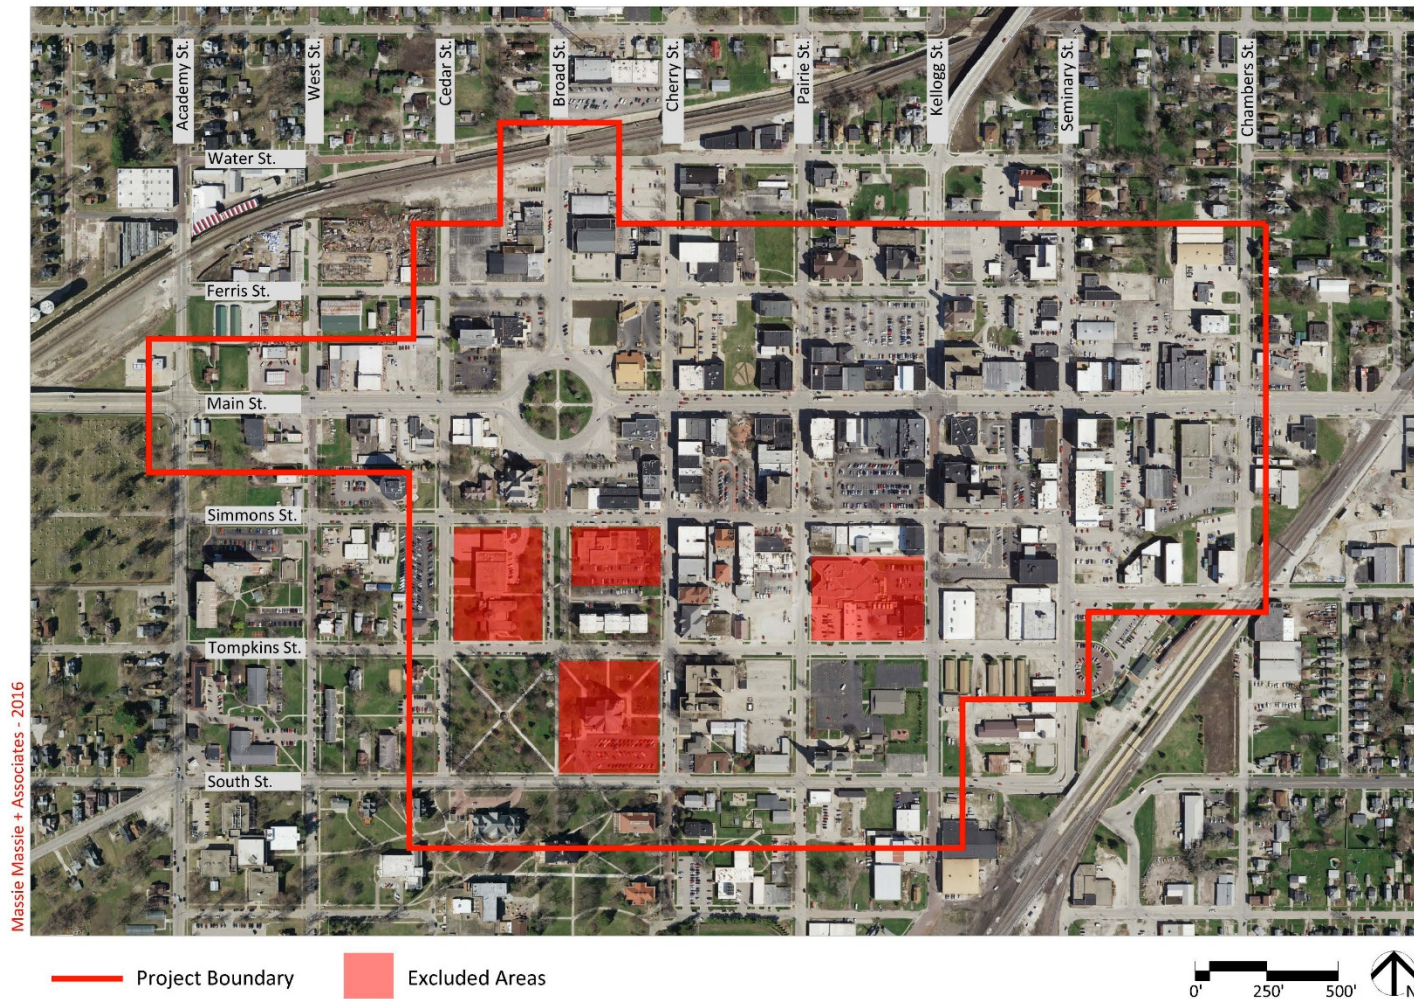 Academy St.
West St.
Cedar St.
Broad St.
Cherry St.
Pairie St.
Kellogg St.
Seminary St.
Chambers St.
Water St.
Ferris St.
Main St.
Simmons St.
Tompkins St.
South St.
Massie Massie + Associates - 2016
Project Boundary
Excluded Areas
0' 250' 500'
N